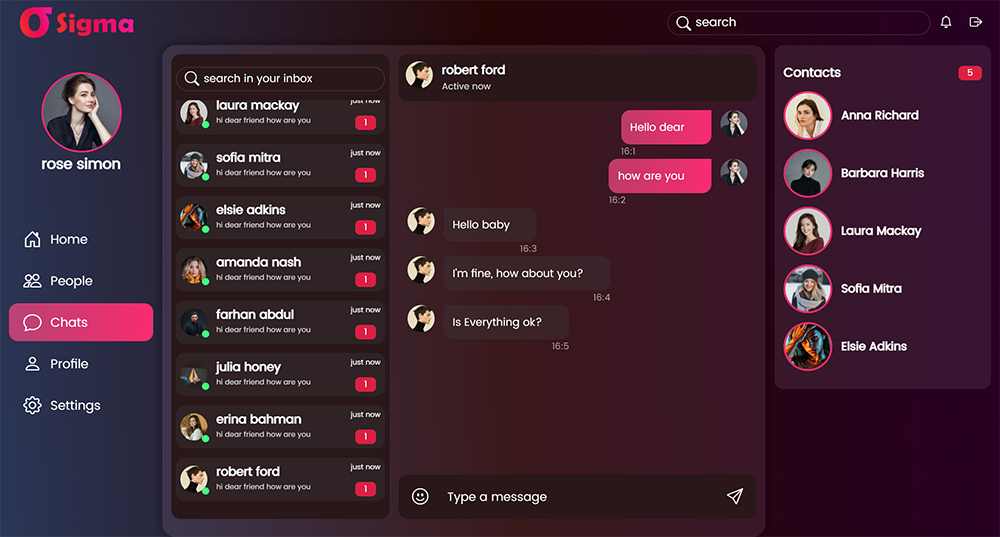 σ Sigma
search
rose simon
Home
People
Chats
Profile
Settings
search in your inbox
laura mackay
just now
hi dear friend how are you
1
sofia mitra
just now
hi dear friend how are you
1
elsie adkins
just now
hi dear friend how are you
1
amanda nash
just now
hi dear friend how are you
1
farhan abdul
just now
hi dear friend how are you
1
julia honey
just now
hi dear friend how are you
1
erina bahman
just now
hi dear friend how are you
1
robert ford
just now
hi dear friend how are you
1
robert ford
Active now
Hello dear
16:1
how are you
16:2
Hello baby
16:3
I'm fine, how about you?
16:4
Is Everything ok?
16:5
Type a message
Contacts
5
Anna Richard
Barbara Harris
Laura Mackay
Sofia Mitra
Elsie Adkins